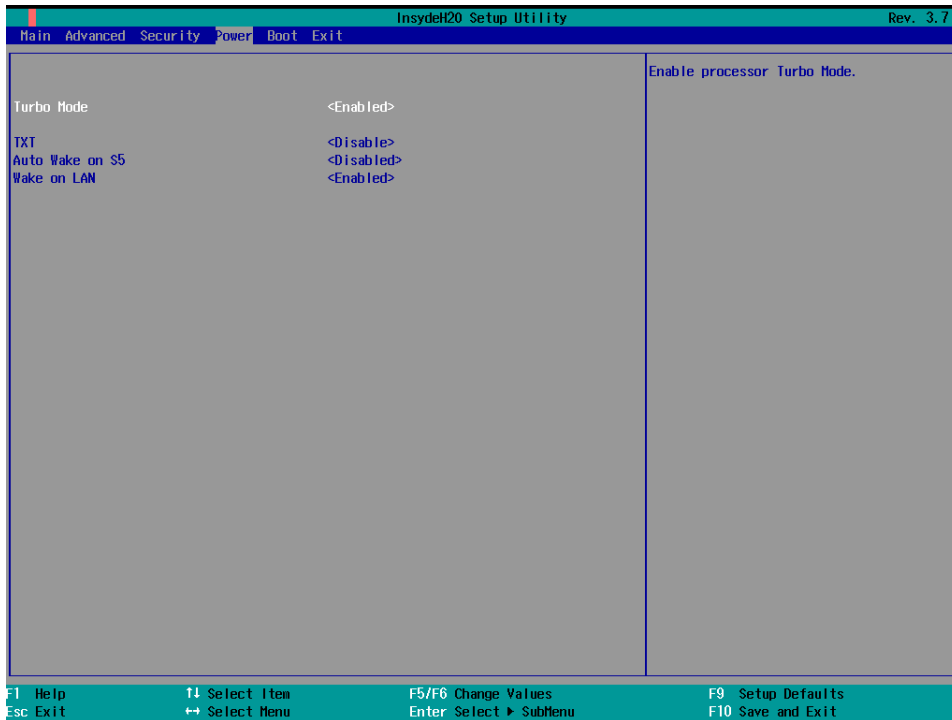 InsydeH20 Setup Utility Rev. 3.7
Main Advanced Security Power Boot Exit
Enable processor Turbo Mode.
Turbo Mode <Enabled>
TXT <Disable>
Auto Wake on S5 <Disabled>
Wake on LAN <Enabled>
F1 Help ↑↓ Select Item F5/F6 Change Values F9 Setup Defaults
Esc Exit ←→ Select Menu Enter Select ▶ SubMenu F10 Save and Exit